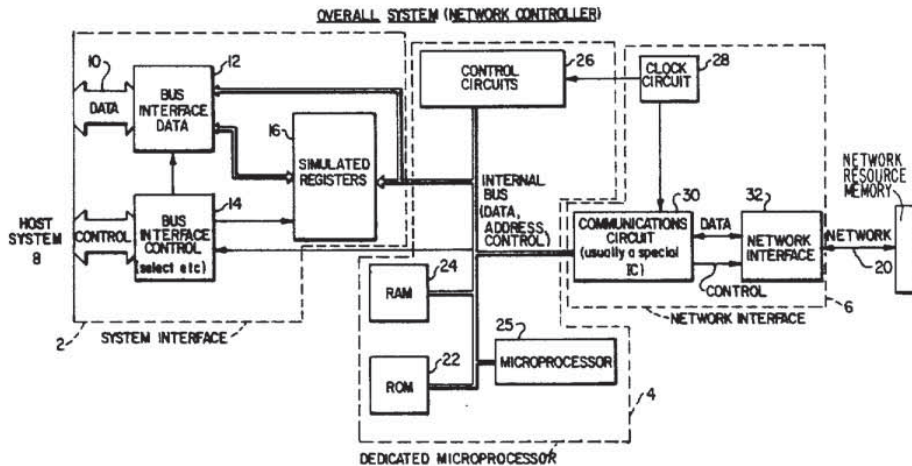 OVERALL SYSTEM (NETWORK CONTROLLER)
10
DATA
12
BUS
INTERFACE
DATA
16
SIMULATED
REGISTERS
26
CONTROL
CIRCUITS
28
CLOCK
CIRCUIT
HOST
SYSTEM
8
CONTROL
14
BUS
INTERFACE
CONTROL
(select etc)
INTERNAL
BUS
(DATA,
ADDRESS,
CONTROL)
30
COMMUNICATIONS
CIRCUIT
(usually a special
IC)
DATA
CONTROL
32
NETWORK
INTERFACE
NETWORK
20
NETWORK
RESOURCE
MEMORY
2
SYSTEM INTERFACE
24
RAM
22
ROM
25
MICROPROCESSOR
NETWORK INTERFACE
6
4
DEDICATED MICROPROCESSOR